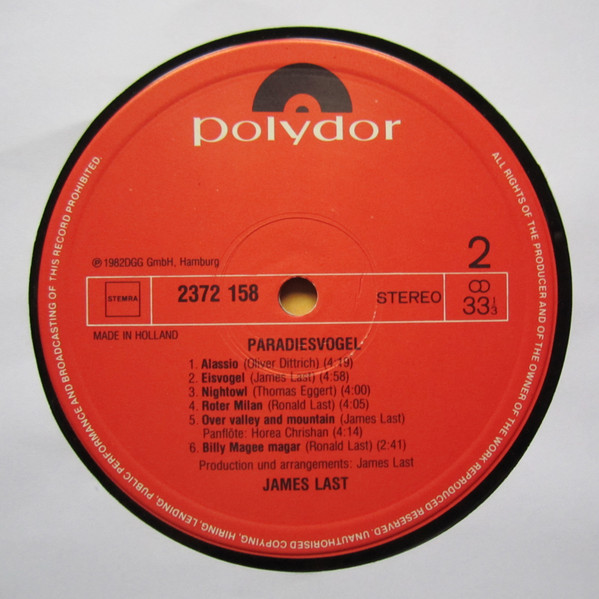 polydor
ALL RIGHTS OF THE PRODUCER AND OF THE OWNER OF THE WORK REPRODUCED RESERVED. UNAUTHORISED COPYING, HIRING, LENDING, PUBLIC PERFORMANCE AND BROADCASTING OF THIS RECORD PROHIBITED.
℗ 1982DGG GmbH, Hamburg
2
STEMRA
2372 158
STEREO
33 1/3
MADE IN HOLLAND
PARADIESVOGEL
1. Alassio (Oliver Dittrich) (4:19)
2. Eisvogel (James Last) (4:58)
3. Nightowl (Thomas Eggert) (4:00)
4. Roter Milan (Ronald Last) (4:05)
5. Over valley and mountain (James Last)
Panflöte: Horea Chrishan (4:14)
6. Billy Magee magar (Ronald Last) (2:41)
Production und arrangements: James Last
JAMES LAST